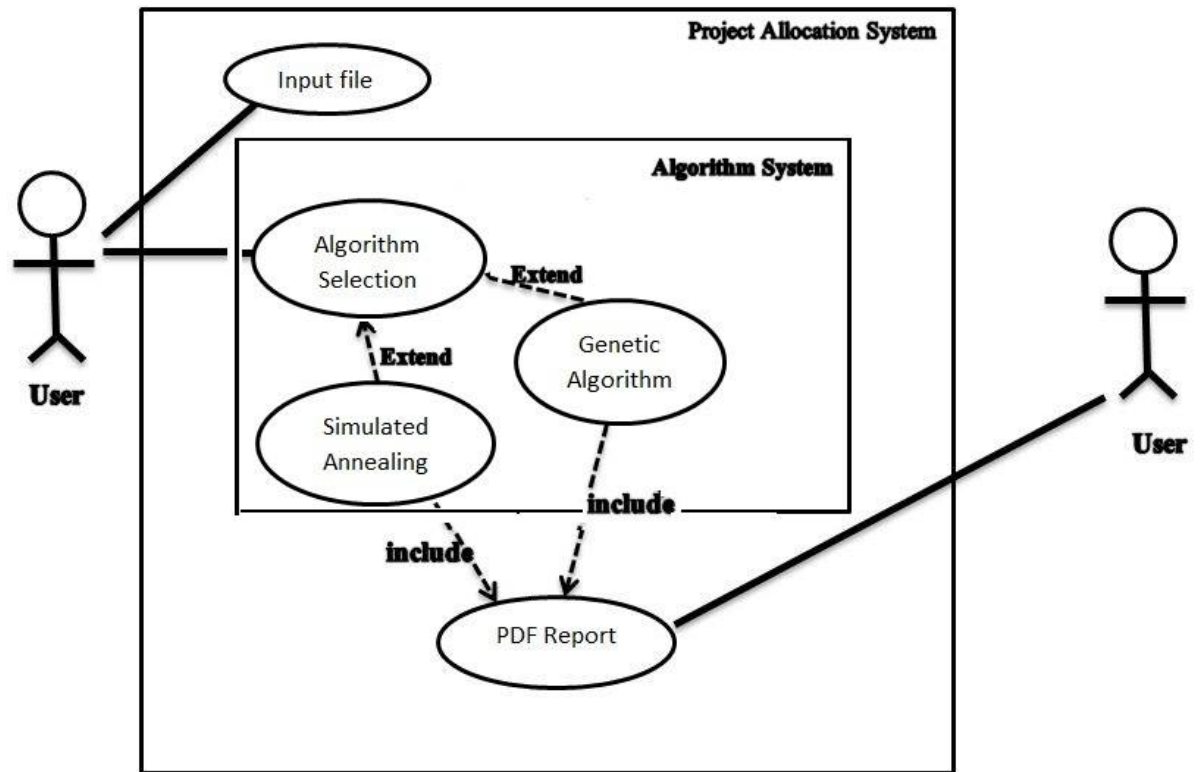 Project Allocation System
Input file
Algorithm System
Algorithm
Selection
Extend
Genetic
Algorithm
Extend
Simulated
Annealing
User
User
include
include
PDF Report